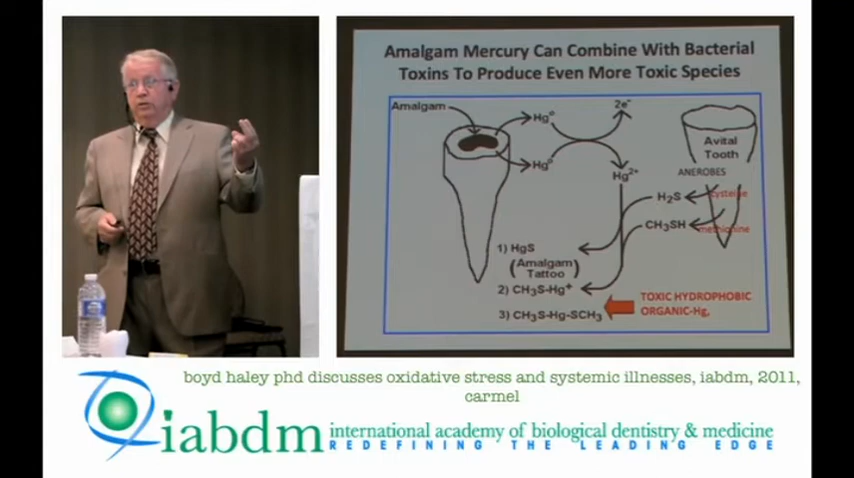 Amalgam Mercury Can Combine With Bacterial
Toxins To Produce Even More Toxic Species
Amalgam
Hg⁰
2e⁻
Hg⁰
Hg²⁺
Avital
Tooth
ANEROBES
H₂S
cysteine
CH₃SH
methionine
1) HgS
(Amalgam
Tattoo)
2) CH₃S-Hg⁺
3) CH₃S-Hg-SCH₃
TOXIC HYDROPHOBIC
ORGANIC-Hg,
boyd haley phd discusses oxidative stress and systemic illnesses, iabdm, 2011,
carmel
iabdm international academy of biological dentistry & medicine
REDEFINING THE LEADING EDGE